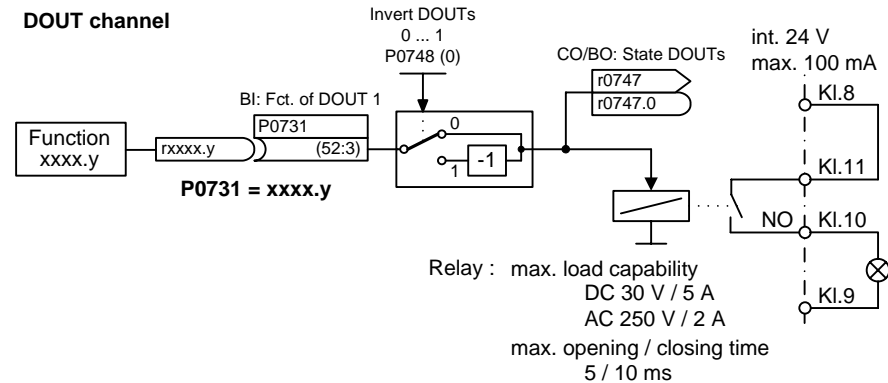 DOUT channel
Invert DOUTs
0 ... 1
P0748 (0)
int. 24 V
max. 100 mA
CO/BO: State DOUTs
r0747
r0747.0
Kl.8
BI: Fct. of DOUT 1
P0731
(52:3)
Function
xxxx.y
rxxxx.y
0
1
-1
P0731 = xxxx.y
Kl.11
NO
Kl.10
Kl.9
Relay : max. load capability
DC 30 V / 5 A
AC 250 V / 2 A
max. opening / closing time
5 / 10 ms